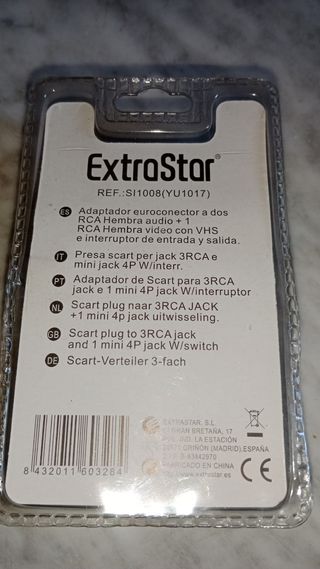 ExtraStar®
REF.:SI1008(YU1017)
ES Adaptador euroconector a dos
RCA Hembra audio + 1
RCA Hembra video con VHS
e interruptor de entrada y salida.
IT Presa scart per jack 3RCA e
mini jack 4P W/interr.
PT Adaptador de Scart para 3RCA
jack e 1 mini 4P jack W/interruptor
NL Scart plug naar 3RCA JACK
+1 mini 4p jack uitwisseling.
GB Scart plug to 3RCA jack
and 1 mini 4P jack W/switch
DE Scart-Verteiler 3-fach
EXTRASTAR, S.L
C/GRAN BRETAÑA, 17
POL. IND. LA ESTACIÓN
GRIÑON (MADRID).ESPAÑA
FABRICADO EN CHINA
http://www.extrastar.es
CE
8 432011 603284